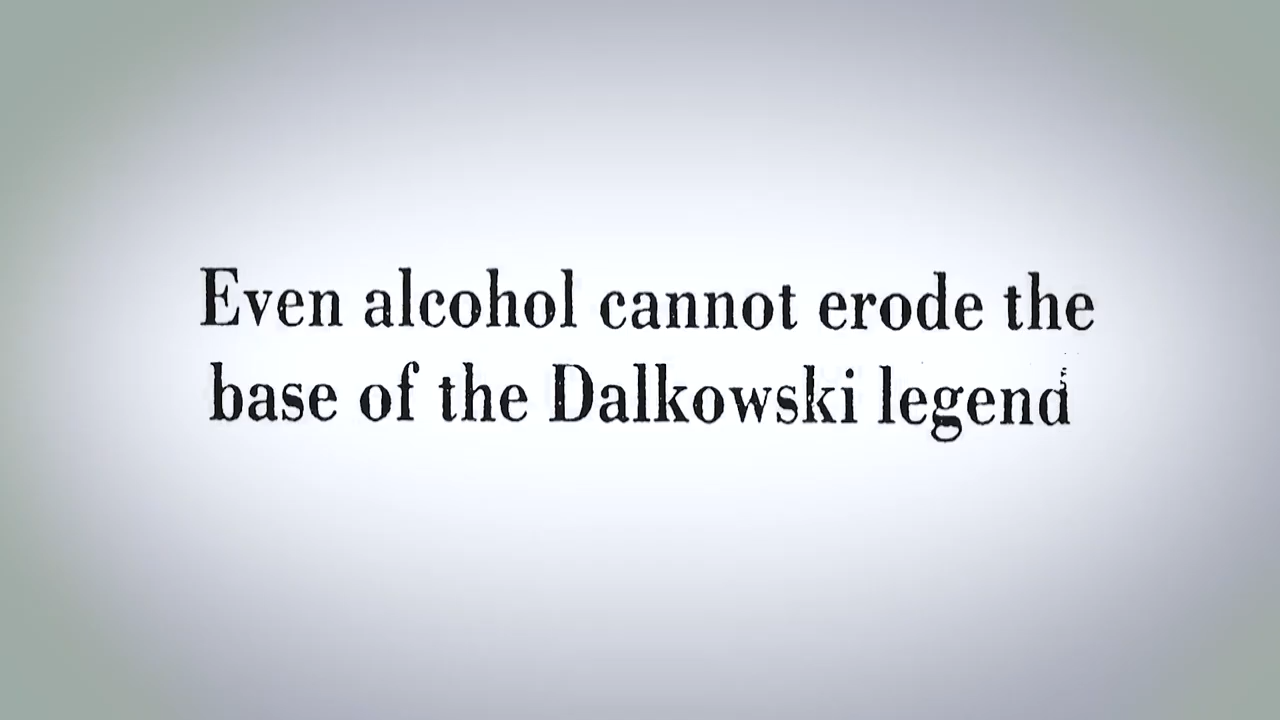 Even alcohol cannot erode the
base of the Dalkowski legend